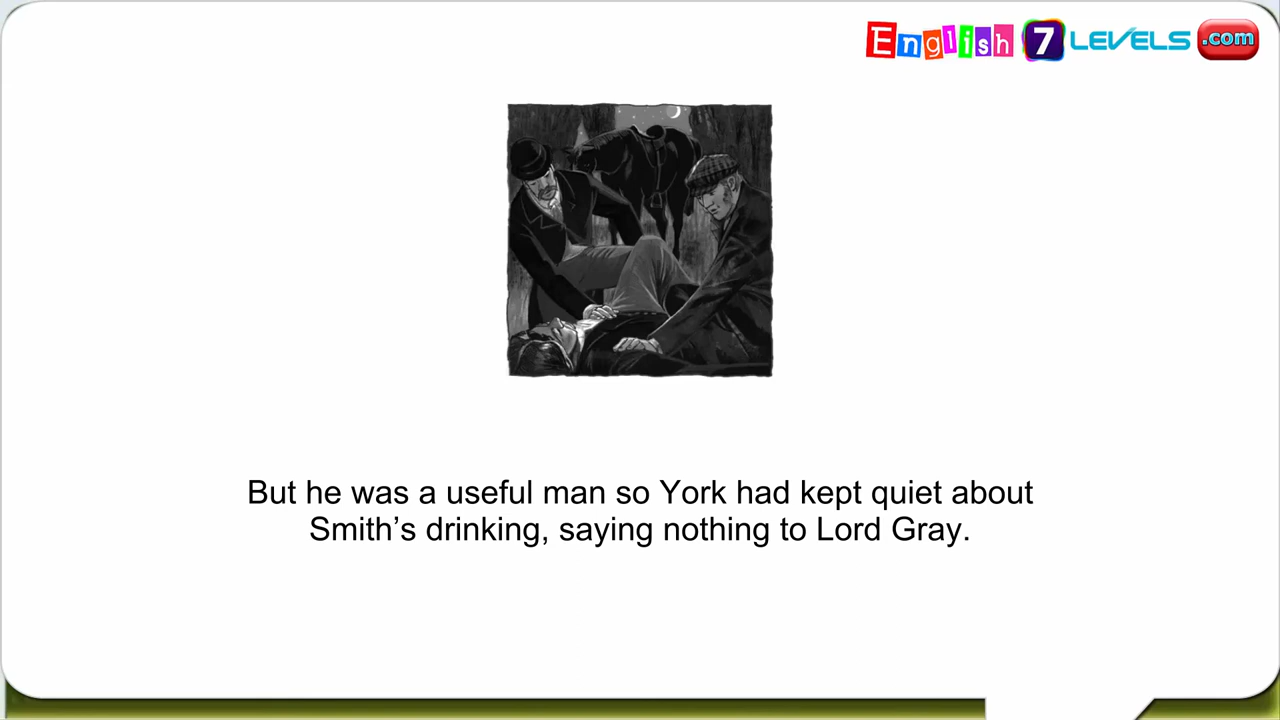 English 7 LEVELS .com
But he was a useful man so York had kept quiet about
Smith’s drinking, saying nothing to Lord Gray.